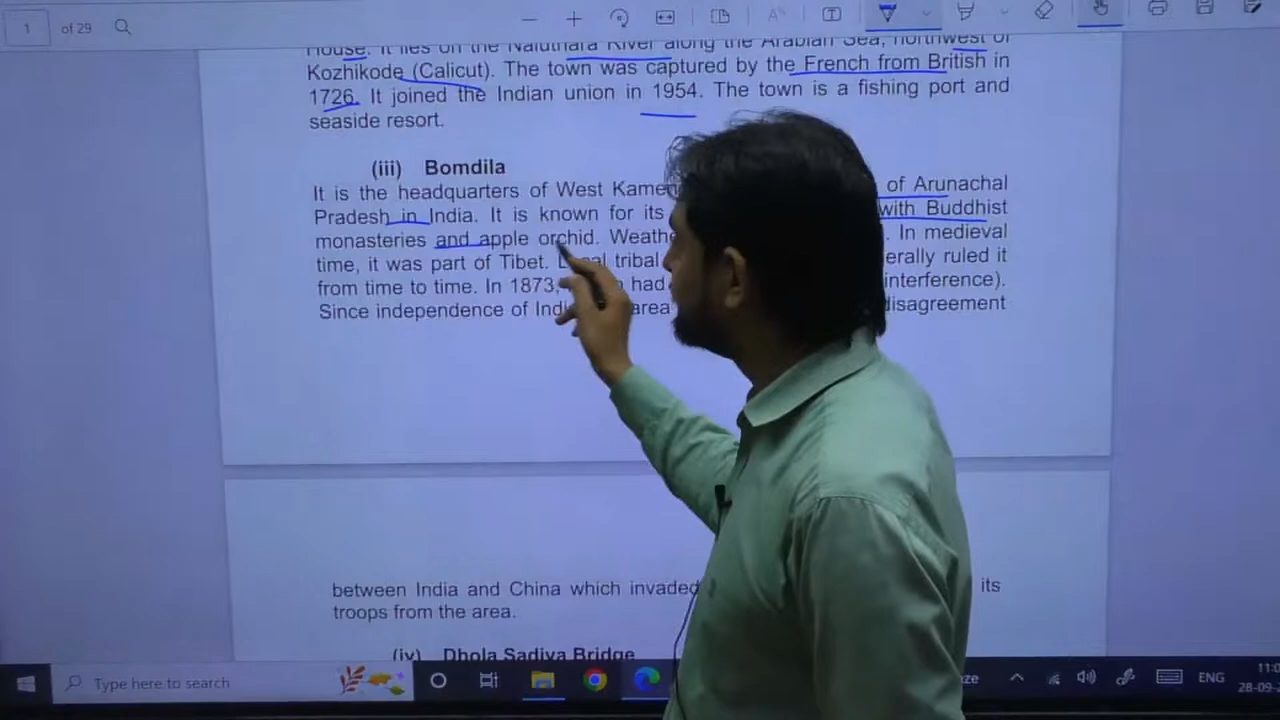 1 of 29
House. It lies on the Naluthara River along the Arabian Sea, northwest of
Kozhikode (Calicut). The town was captured by the French from British in
1726. It joined the Indian union in 1954. The town is a fishing port and
seaside resort.
(iii) Bomdila
It is the headquarters of West Kameng of Arunachal
Pradesh in India. It is known for its with Buddhist
monasteries and apple orchid. . In medieval
time, it was part of Tibet. tribal ruled it
from time to time. In 1873, had interference).
Since independence of area disagreement
between India and China which invaded its
troops from the area.
(iv) Dhola Sadiya Bridge
Type here to search
ENG